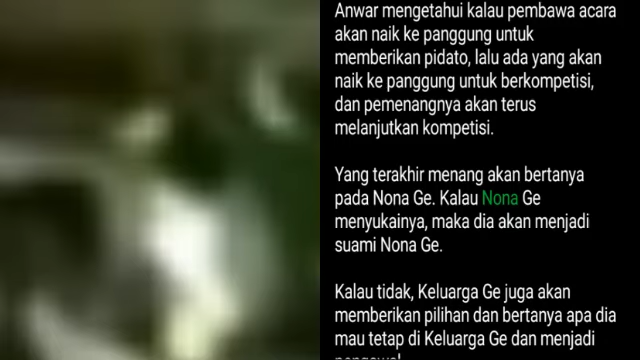 Anwar mengetahui kalau pembawa acara
akan naik ke panggung untuk
memberikan pidato, lalu ada yang akan
naik ke panggung untuk berkompetisi,
dan pemenangnya akan terus
melanjutkan kompetisi.
Yang terakhir menang akan bertanya
pada Nona Ge. Kalau Nona Ge
menyukainya, maka dia akan menjadi
suami Nona Ge.
Kalau tidak, Keluarga Ge juga akan
memberikan pilihan dan bertanya apa dia
mau tetap di Keluarga Ge dan menjadi